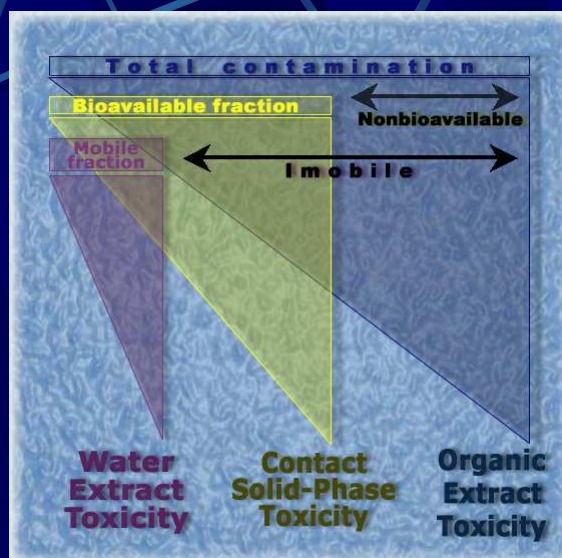 Total contamination
Bioavailable fraction
Nonbioavailable
Mobile
fraction
Imobile
Water
Extract
Toxicity
Contact
Solid-Phase
Toxicity
Organic
Extract
Toxicity